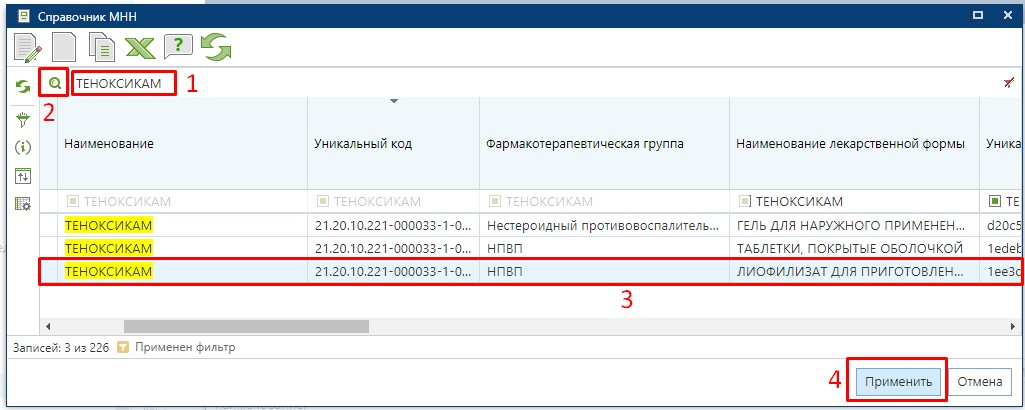 Справочник МНН
ТЕНОКСИКАМ 1
2
Наименование Уникальный код Фармакотерапевтическая группа Наименование лекарственной формы Уника
ТЕНОКСИКАМ ТЕНОКСИКАМ ТЕНОКСИКАМ ТЕНОКСИКАМ ТЕ
ТЕНОКСИКАМ 21.20.10.221-000033-1-0... Нестероидный противовоспалитель... ГЕЛЬ ДЛЯ НАРУЖНОГО ПРИМЕНЕН... d20c5
ТЕНОКСИКАМ 21.20.10.221-000033-1-0... НПВП ТАБЛЕТКИ, ПОКРЫТЫЕ ОБОЛОЧКОЙ 1edeb
ТЕНОКСИКАМ 21.20.10.221-000033-1-0... НПВП ЛИОФИЛИЗАТ ДЛЯ ПРИГОТОВЛЕН... 1ee3c
3
Записей: 3 из 226 Применен фильтр
4 Применить Отмена